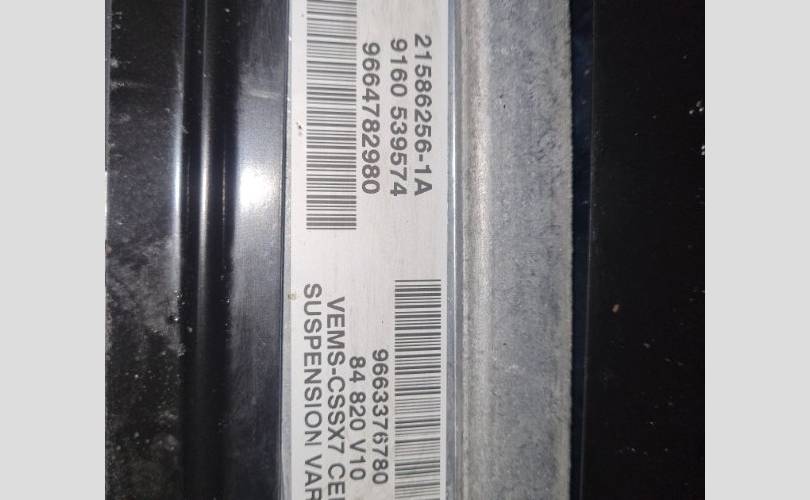 21586256-1A
9160 539574
9664782980
9663376780
84 820 V10
VEMS-CSSX7
SUSPENSION